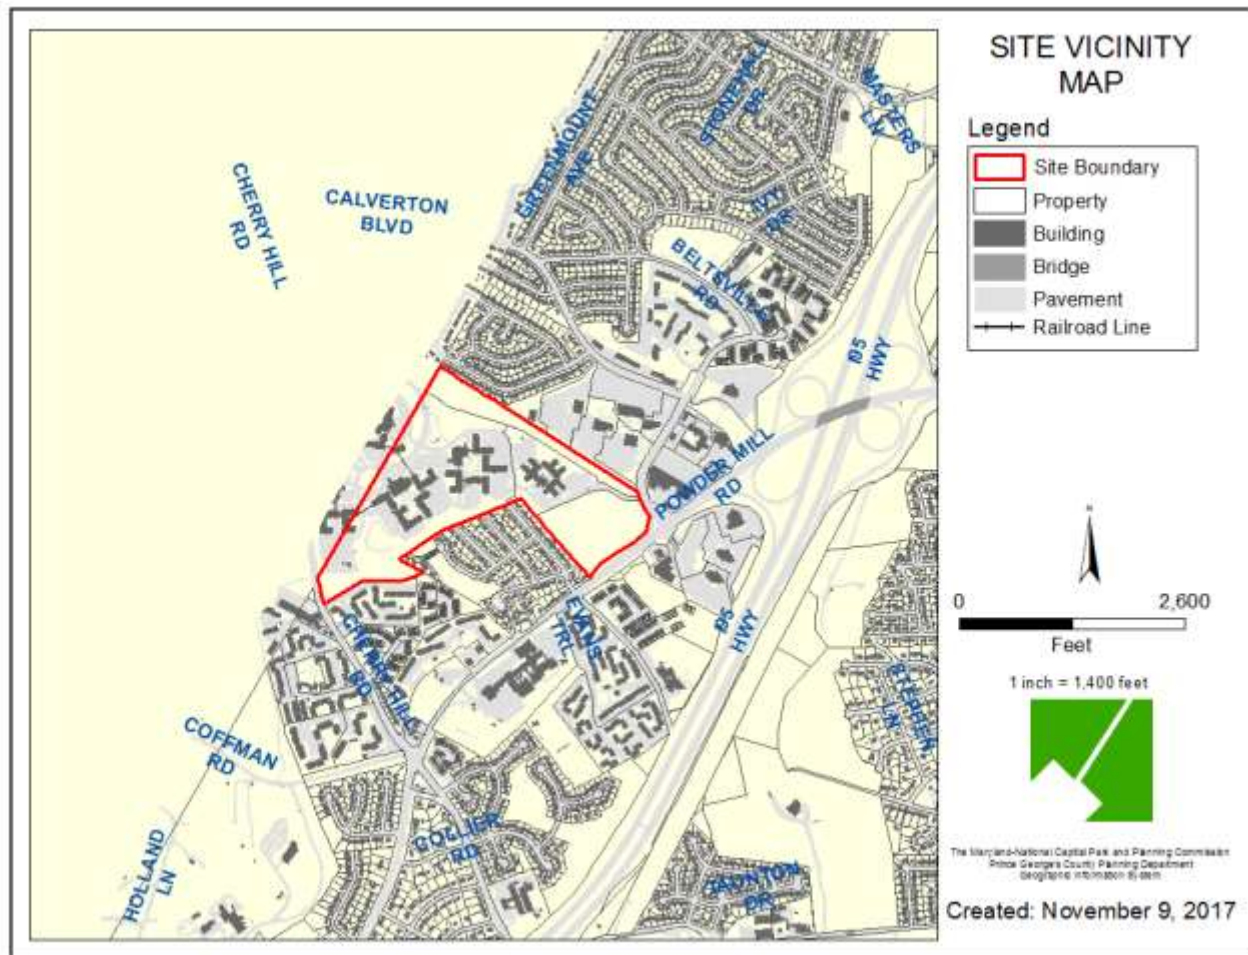 SITE VICINITY
MAP
Legend
Site Boundary
Property
Building
Bridge
Pavement
Railroad Line
STONEHALL
DR
MASTERS
LN
GREENMOUNT
AVE
CHERRY HILL
RD
CALVERTON
BLVD
IVY
DR
BELTSVILLE
RD
I95
HWY
POWDER MILL
RD
N
0 2,600
Feet
1 inch = 1,400 feet
EVANS
TRL
I95
HWY
CHERRY HILL
RD
STEPHEN
LN
COFFMAN
RD
COLLIER
RD
HOLLAND
LN
TAUNTON
DR
The Maryland-National Capital Park and Planning Commission
Prince George's County Planning Department
Geographic Information System
Created: November 9, 2017